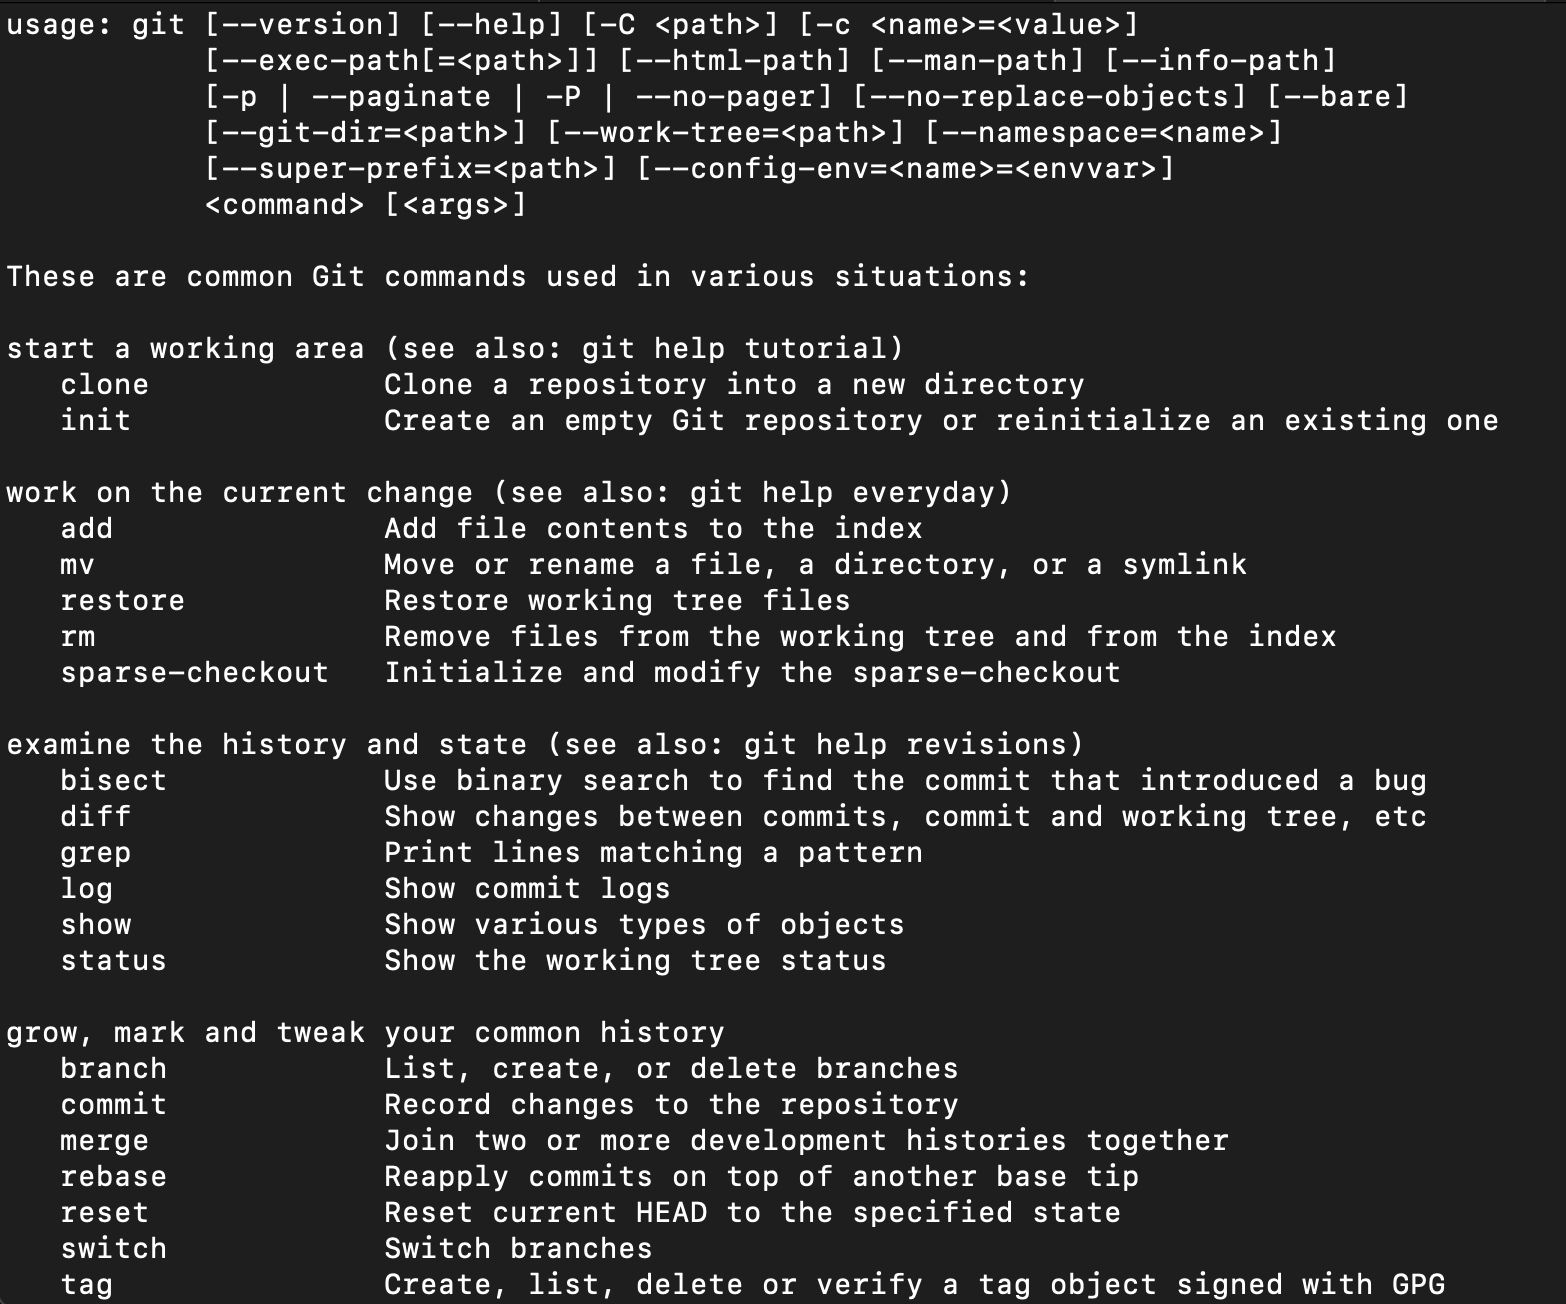 usage: git [--version] [--help] [-C <path>] [-c <name>=<value>]
           [--exec-path[=<path>]] [--html-path] [--man-path] [--info-path]
           [-p | --paginate | -P | --no-pager] [--no-replace-objects] [--bare]
           [--git-dir=<path>] [--work-tree=<path>] [--namespace=<name>]
           [--super-prefix=<path>] [--config-env=<name>=<envvar>]
           <command> [<args>]

These are common Git commands used in various situations:

start a working area (see also: git help tutorial)
   clone             Clone a repository into a new directory
   init              Create an empty Git repository or reinitialize an existing one

work on the current change (see also: git help everyday)
   add               Add file contents to the index
   mv                Move or rename a file, a directory, or a symlink
   restore           Restore working tree files
   rm                Remove files from the working tree and from the index
   sparse-checkout   Initialize and modify the sparse-checkout

examine the history and state (see also: git help revisions)
   bisect            Use binary search to find the commit that introduced a bug
   diff              Show changes between commits, commit and working tree, etc
   grep              Print lines matching a pattern
   log               Show commit logs
   show              Show various types of objects
   status            Show the working tree status

grow, mark and tweak your common history
   branch            List, create, or delete branches
   commit            Record changes to the repository
   merge             Join two or more development histories together
   rebase            Reapply commits on top of another base tip
   reset             Reset current HEAD to the specified state
   switch            Switch branches
   tag               Create, list, delete or verify a tag object signed with GPG